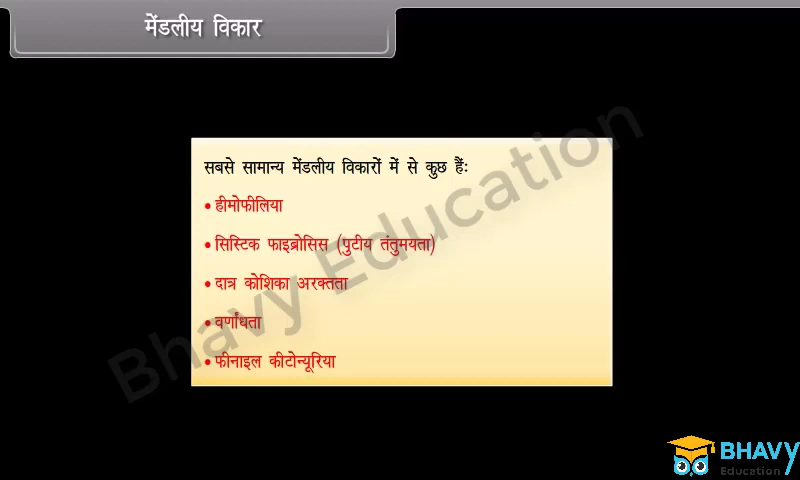 मेंडलीय विकार
सबसे सामान्य मेंडलीय विकारों में से कुछ हैं:
• हीमोफीलिया
• सिस्टिक फाइब्रोसिस (पुटीय तंतुमयता)
• दात्र कोशिका अरक्तता
• वर्णांधता
• फीनाइल कीटोन्यूरिया
Bhavy Education
BHAVY
Education